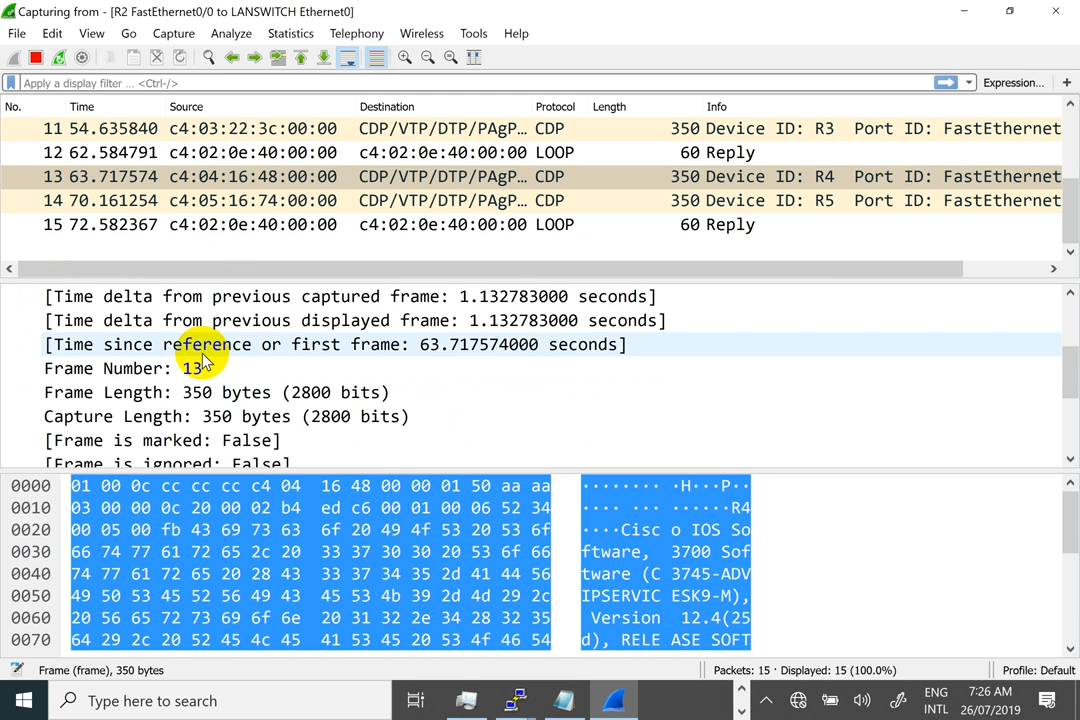 Capturing from - [R2 FastEthernet0/0 to LANSWITCH Ethernet0]
File Edit View Go Capture Analyze Statistics Telephony Wireless Tools Help
Apply a display filter ... <Ctrl-/> Expression... +
No. Time Source Destination Protocol Length Info
11 54.635840 c4:03:22:3c:00:00 CDP/VTP/DTP/PAgP… CDP 350 Device ID: R3 Port ID: FastEthernet
12 62.584791 c4:02:0e:40:00:00 c4:02:0e:40:00:00 LOOP 60 Reply
13 63.717574 c4:04:16:48:00:00 CDP/VTP/DTP/PAgP… CDP 350 Device ID: R4 Port ID: FastEthernet
14 70.161254 c4:05:16:74:00:00 CDP/VTP/DTP/PAgP… CDP 350 Device ID: R5 Port ID: FastEthernet
15 72.582367 c4:02:0e:40:00:00 c4:02:0e:40:00:00 LOOP 60 Reply
[Time delta from previous captured frame: 1.132783000 seconds]
[Time delta from previous displayed frame: 1.132783000 seconds]
[Time since reference or first frame: 63.717574000 seconds]
Frame Number: 13
Frame Length: 350 bytes (2800 bits)
Capture Length: 350 bytes (2800 bits)
[Frame is marked: False]
[Frame is ignored: False]
0000 01 00 0c cc cc cc c4 04 16 48 00 00 01 50 aa aa ········ ·H···P··
0010 03 00 00 0c 20 00 02 b4 ed c6 00 01 00 06 52 34 ···· ··· ······R4
0020 00 05 00 fb 43 69 73 63 6f 20 49 4f 53 20 53 6f ····Cisc o IOS So
0030 66 74 77 61 72 65 2c 20 33 37 30 30 20 53 6f 66 ftware, 3700 Sof
0040 74 77 61 72 65 20 28 43 33 37 34 35 2d 41 44 56 tware (C 3745-ADV
0050 49 50 53 45 52 56 49 43 45 53 4b 39 2d 4d 29 2c IPSERVIC ESK9-M),
0060 20 56 65 72 73 69 6f 6e 20 31 32 2e 34 28 32 35 Version 12.4(25
0070 64 29 2c 20 52 45 4c 45 41 53 45 20 53 4f 46 54 d), RELE ASE SOFT
Frame (frame), 350 bytes Packets: 15 · Displayed: 15 (100.0%) Profile: Default
Type here to search ENG INTL 7:26 AM 26/07/2019